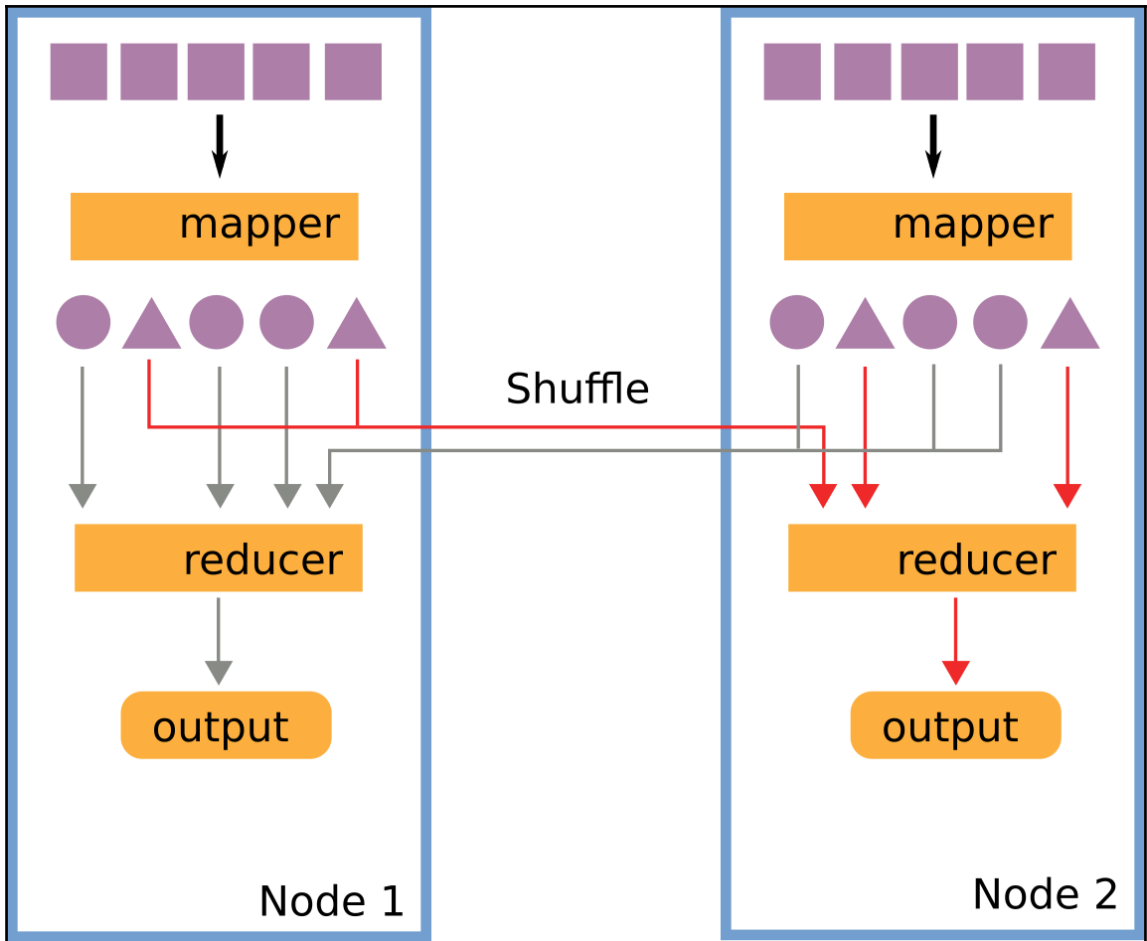 mapper
reducer
output
Node 1
Shuffle
mapper
reducer
output
Node 2